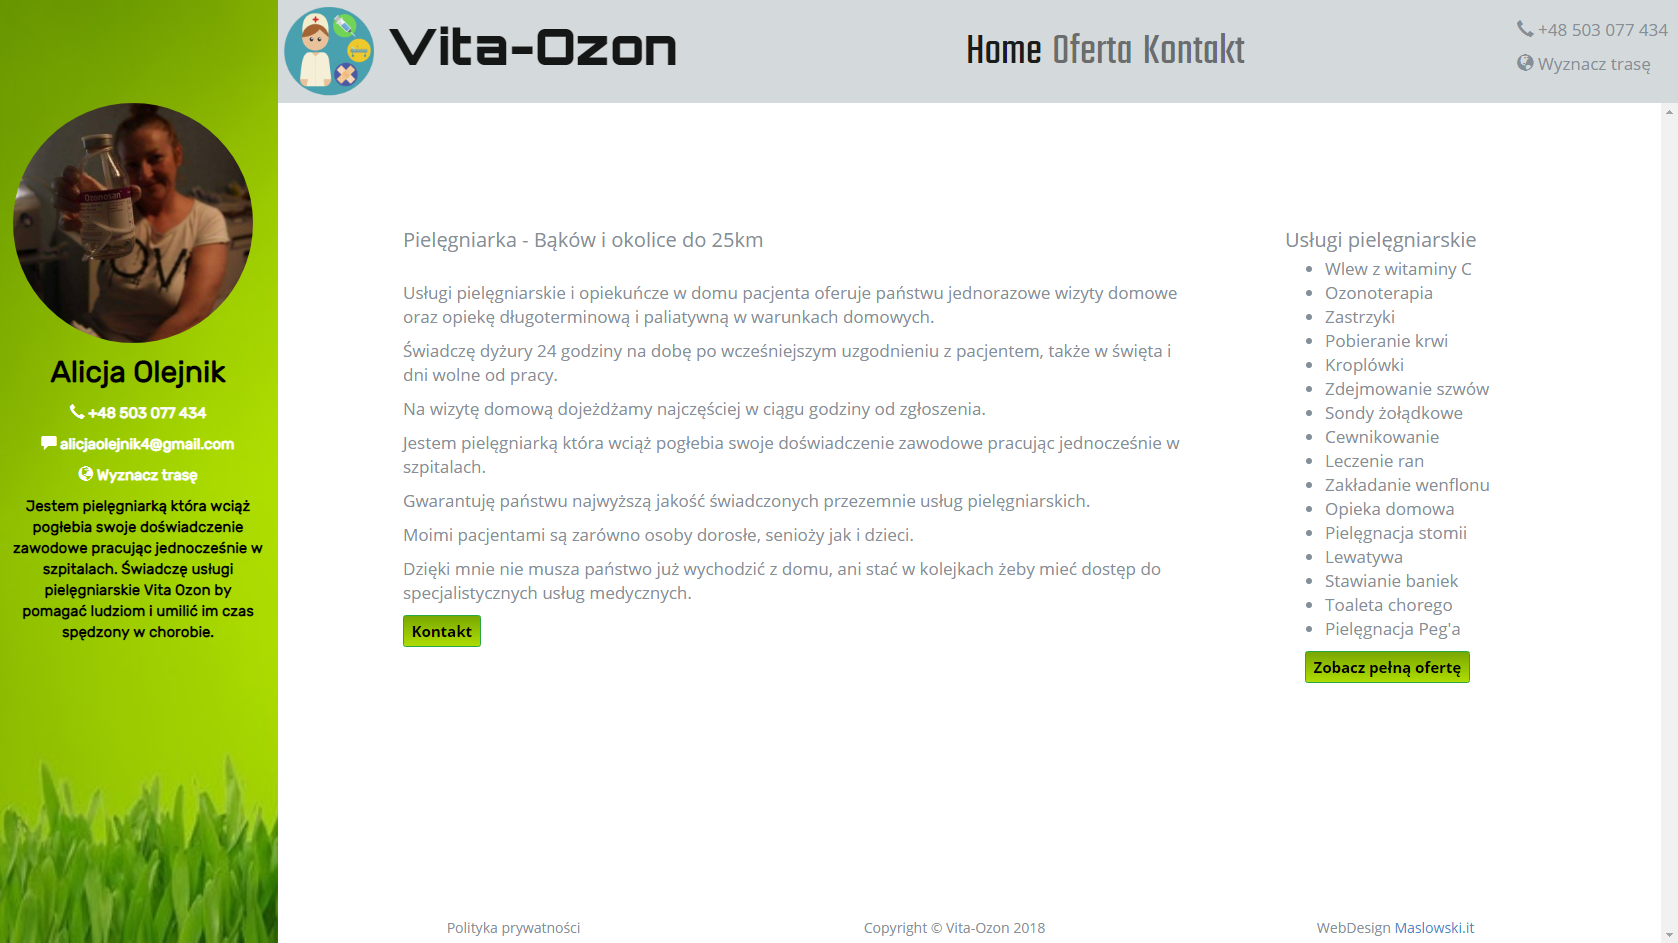 Vita-Ozon
Home Oferta Kontakt
+48 503 077 434
Wyznacz trasę
Ozonosan
OV
Alicja Olejnik
+48 503 077 434
alicjaolejnik4@gmail.com
Wyznacz trasę
Jestem pielęgniarką która wciąż
pogłebia swoje doświadczenie
zawodowe pracując jednocześnie w
szpitalach. Świadczę usługi
pielęgniarskie Vita Ozon by
pomagać ludziom i umilić im czas
spędzony w chorobie.
Pielęgniarka - Bąków i okolice do 25km
Usługi pielęgniarskie i opiekuńcze w domu pacjenta oferuje państwu jednorazowe wizyty domowe
oraz opiekę długoterminową i paliatywną w warunkach domowych.
Świadczę dyżury 24 godziny na dobę po wcześniejszym uzgodnieniu z pacjentem, także w święta i
dni wolne od pracy.
Na wizytę domową dojeżdżamy najczęściej w ciągu godziny od zgłoszenia.
Jestem pielęgniarką która wciąż pogłebia swoje doświadczenie zawodowe pracując jednocześnie w
szpitalach.
Gwarantuję państwu najwyższą jakość świadczonych przezemnie usług pielęgniarskich.
Moimi pacjentami są zarówno osoby dorosłe, senioży jak i dzieci.
Dzięki mnie nie musza państwo już wychodzić z domu, ani stać w kolejkach żeby mieć dostęp do
specjalistycznych usług medycznych.
Kontakt
Usługi pielęgniarskie
Wlew z witaminy C
Ozonoterapia
Zastrzyki
Pobieranie krwi
Kroplówki
Zdejmowanie szwów
Sondy żołądkowe
Cewnikowanie
Leczenie ran
Zakładanie wenflonu
Opieka domowa
Pielęgnacja stomii
Lewatywa
Stawianie baniek
Toaleta chorego
Pielęgnacja Peg'a
Zobacz pełną ofertę
Polityka prywatności
Copyright © Vita-Ozon 2018
WebDesign Maslowski.it